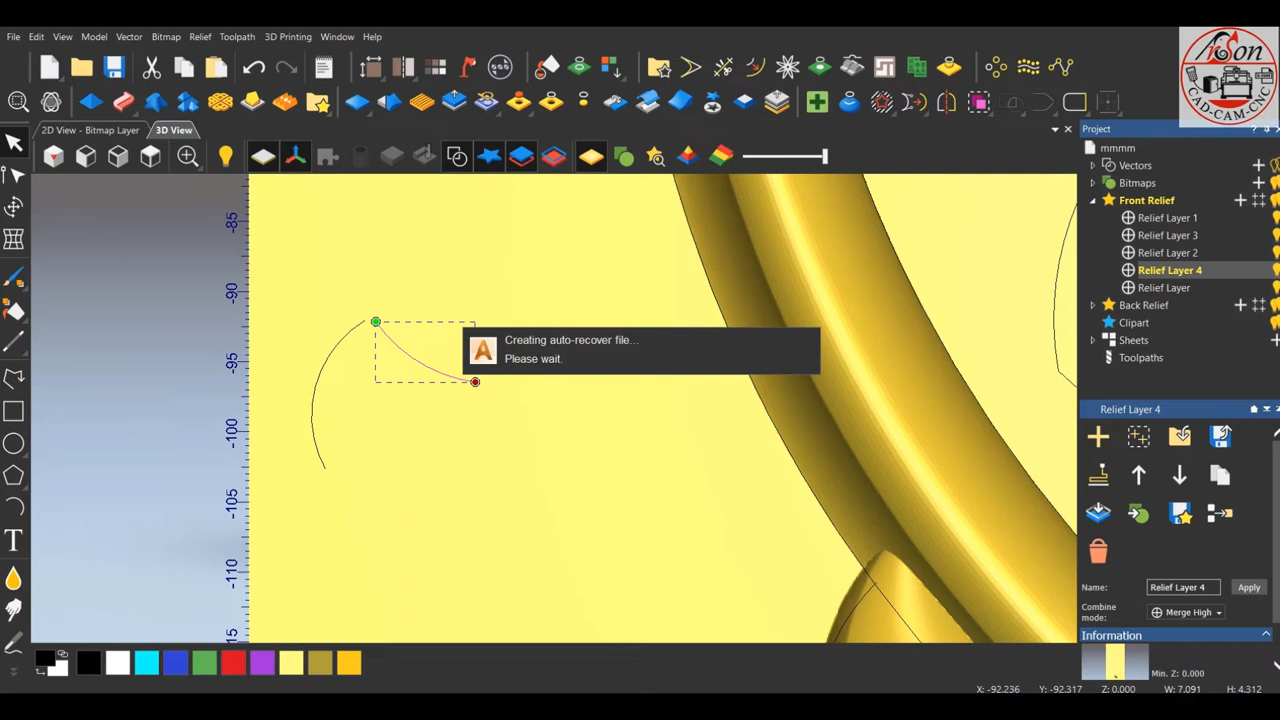 File Edit View Model Vector Bitmap Relief Toolpath 3D Printing Window Help
CAD-CAM-CNC
2D View - Bitmap Layer 3D View
Project
mmmm
Vectors
Bitmaps
Front Relief
Relief Layer 1
Relief Layer 3
Relief Layer 2
Relief Layer 4
Relief Layer
Back Relief
Clipart
Sheets
Toolpaths
-85
-90
-95
-100
-105
-110
15
Creating auto-recover file...
Please wait.
Relief Layer 4
Name: Relief Layer 4 Apply
Combine
mode: Merge High
Information
Min. Z: 0.000
X: -92.236 Y: -92.317 Z: 0.000 W: 7.091 H: 4.312